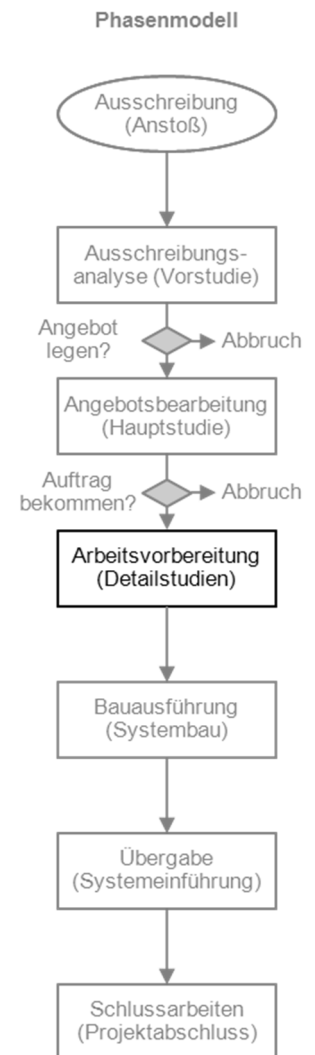 Phasenmodell
Ausschreibung
(Anstoß)
Ausschreibungs-
analyse (Vorstudie)
Angebot
legen?
Abbruch
Angebotsbearbeitung
(Hauptstudie)
Auftrag
bekommen?
Abbruch
Arbeitsvorbereitung
(Detailstudien)
Bauausführung
(Systembau)
Übergabe
(Systemeinführung)
Schlussarbeiten
(Projektabschluss)